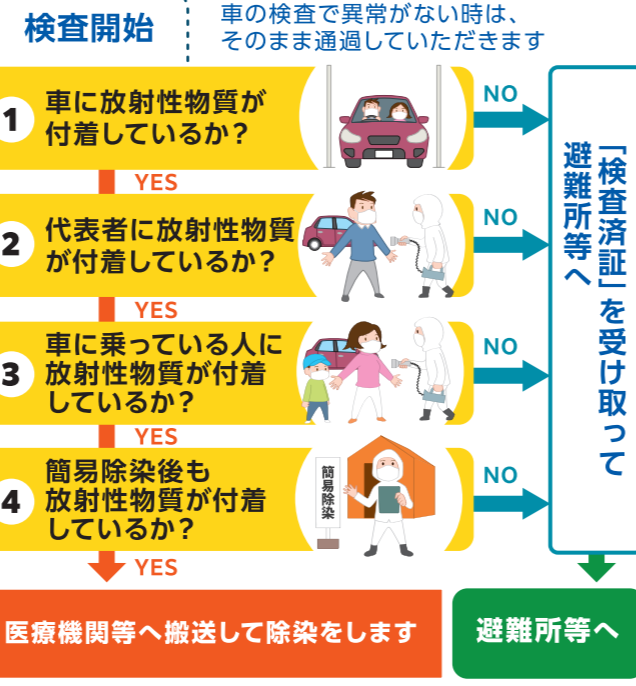 検査開始
車の検査で異常がない時は、
そのまま通過していただきます
1
車に放射性物質が
付着しているか？
NO
YES
2
代表者に放射性物質
が付着しているか？
NO
YES
3
車に乗っている人に
放射性物質が付着
しているか？
NO
YES
4
簡易除染後も
放射性物質が付着
しているか？
簡易除染
NO
YES
「検査済証」を受け取って
避難所等へ
医療機関等へ搬送して除染をします
避難所等へ